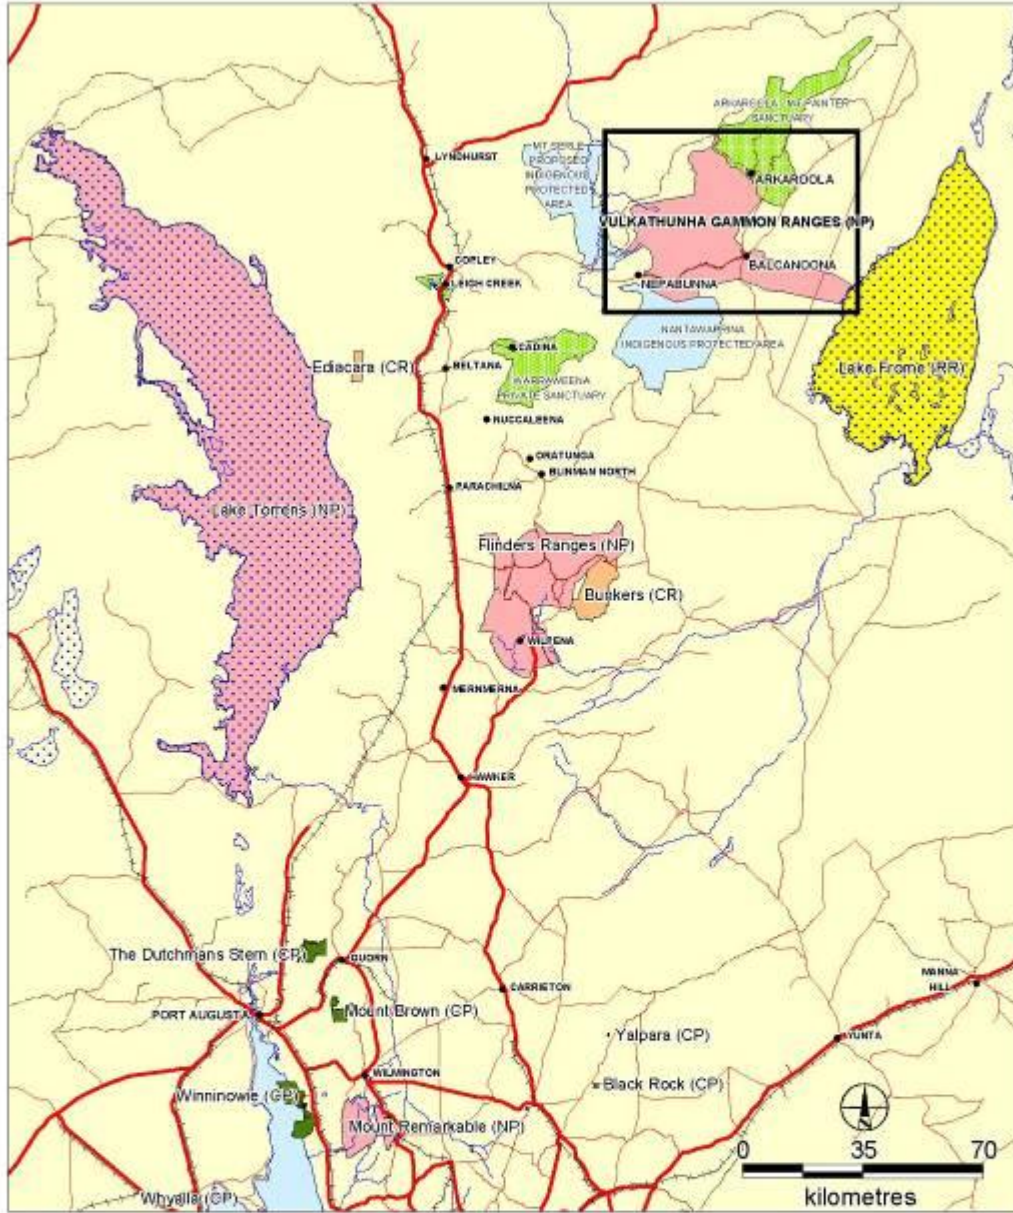 ARKAROOLA - MT PAINTER
SANCTUARY
MT SERLE
PROPOSED
INDIGENOUS
PROTECTED
AREA
LYNDHURST
ARKAROOLA
VULKATHUNHA GAMMON RANGES (NP)
COPLEY
BALCANOONA
LEIGH CREEK
NEPABUNNA
NANTAWARRINA
INDIGENOUS PROTECTED AREA
CADINA
Ediacara (CR)
BELTANA
Lake Frome (RR)
WARRAWEENA
PRIVATE SANCTUARY
NUCCALEENA
ORATUNGA
BLINMAN NORTH
PARACHILNA
Lake Torrens (NP)
Flinders Ranges (NP)
Bunkers (CR)
WILPENA
MERNMERNA
HAWKER
The Dutchmans Stern (CP)
QUORN
CARRIETON
MANNA
HILL
PORT AUGUSTA
Mount Brown (CP)
Yalpara (CP)
YUNTA
WILMINGTON
Black Rock (CP)
Winninowie (CP)
Mount Remarkable (NP)
N
0 35 70
kilometres
Whyalla (CP)